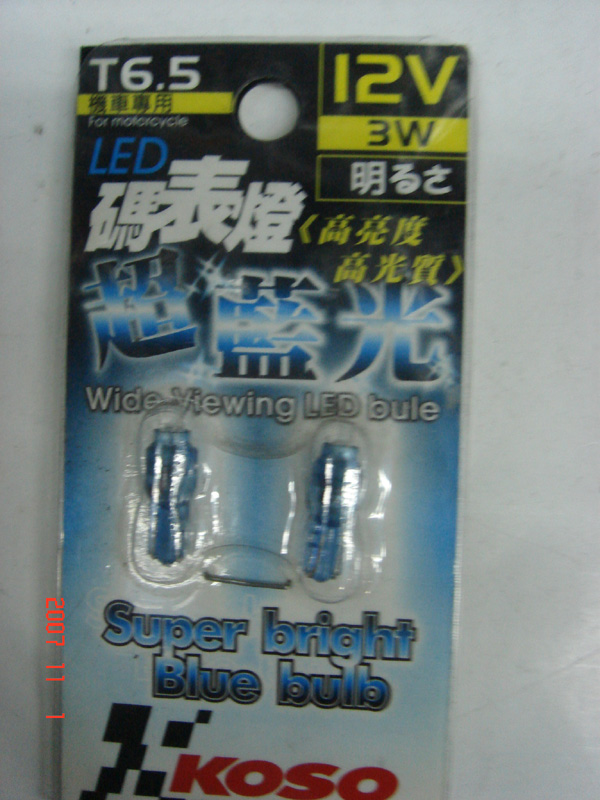 T6.5
機車專用
For motorcycle
12V
3W
明るさ
LED
碼表燈
〈高亮度
高光質〉
超藍光
Wide Viewing LED bule
Super bright
Blue bulb
KOSO
2007 11 1